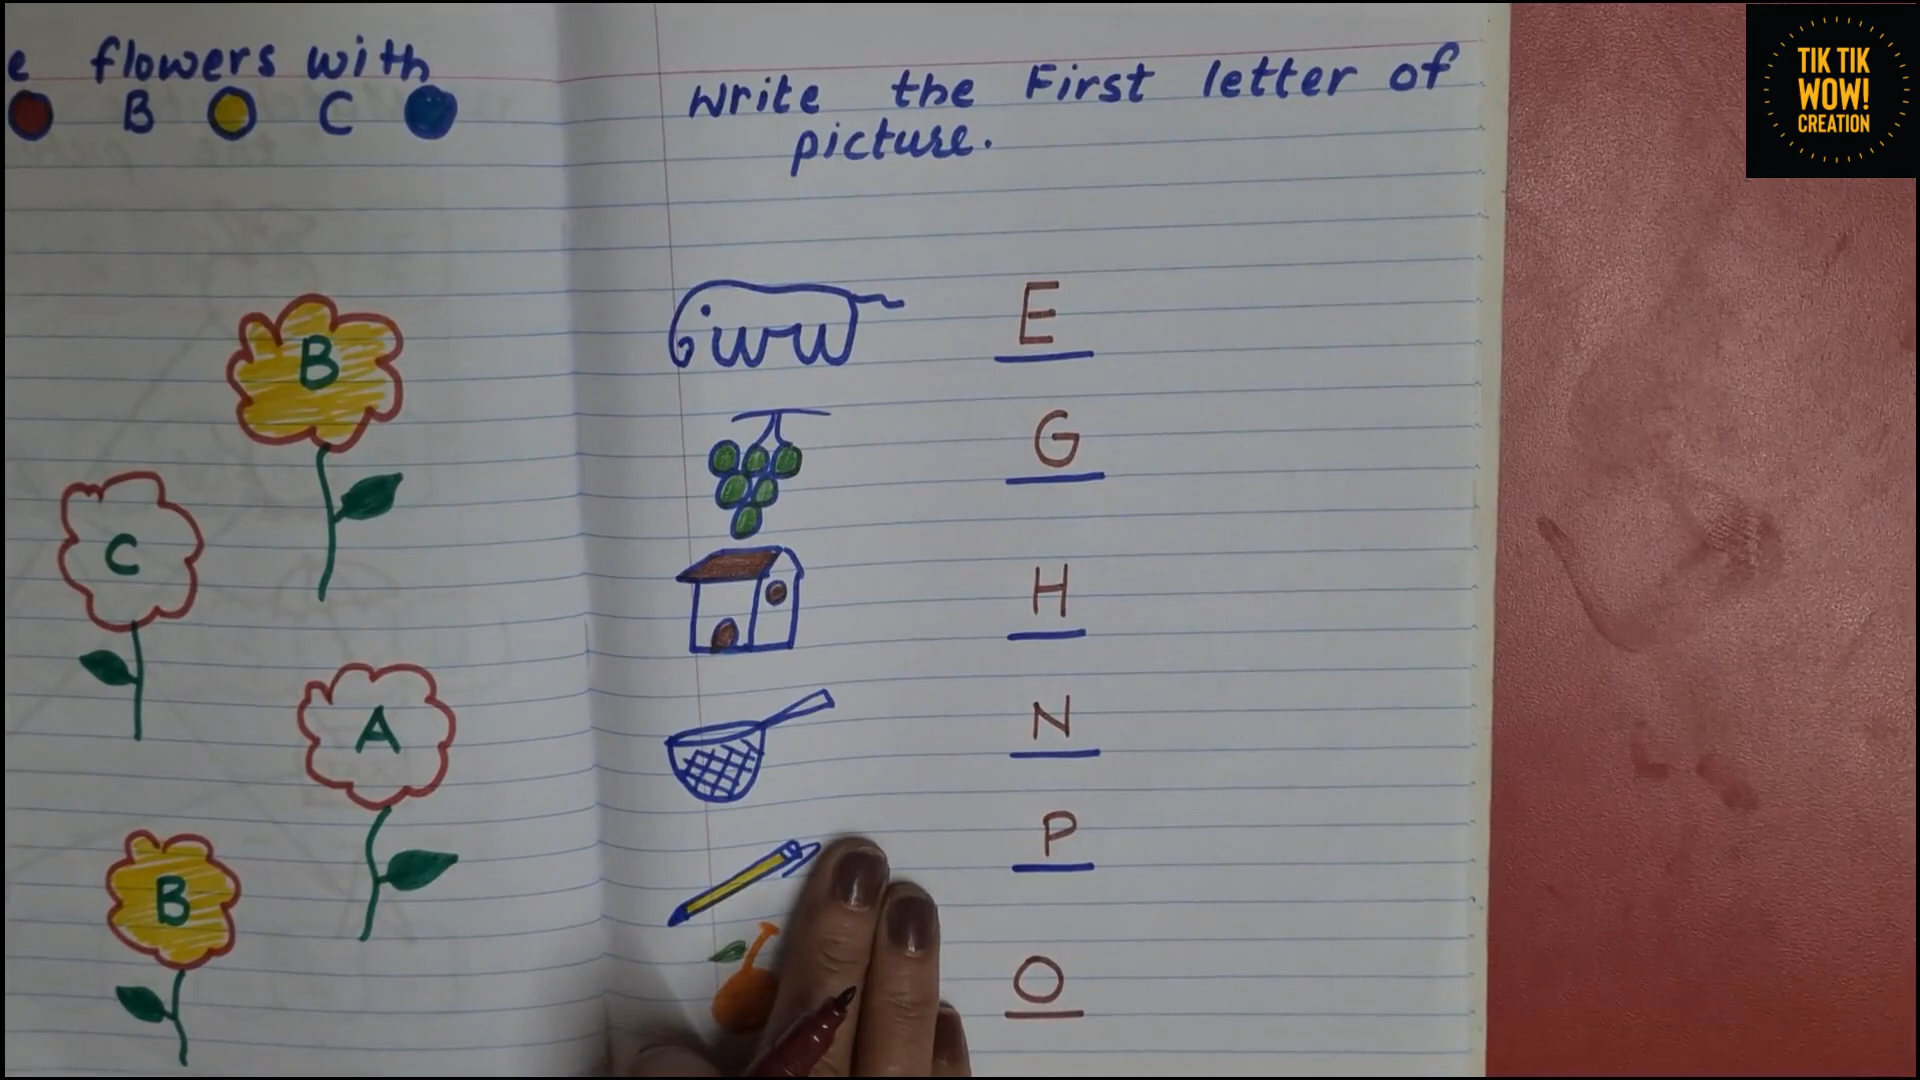 e flowers with
B C
B
C
A
B
Write the First letter of
picture.
E
G
H
N
P
O
TIK TIK
WOW!
CREATION